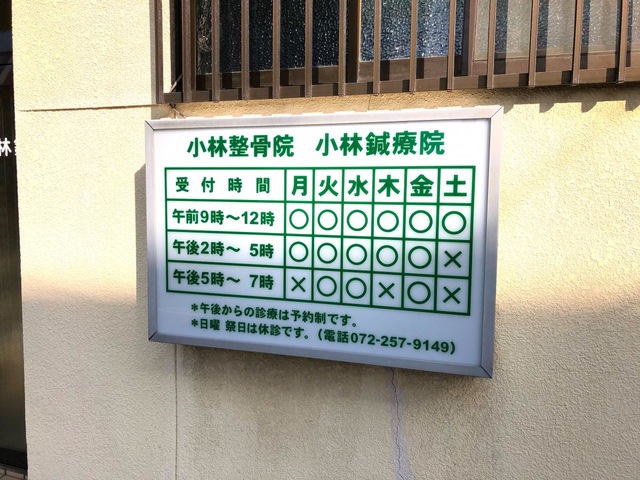 小林整骨院 小林鍼療院
受付時間 月 火 水 木 金 土
午前9時〜12時 ○ ○ ○ ○ ○ ○
午後2時〜 5時 ○ ○ ○ ○ ○ ×
午後5時〜 7時 × ○ ○ × ○ ×
*午後からの診療は予約制です。
*日曜 祭日は休診です。(電話072-257-9149)
林